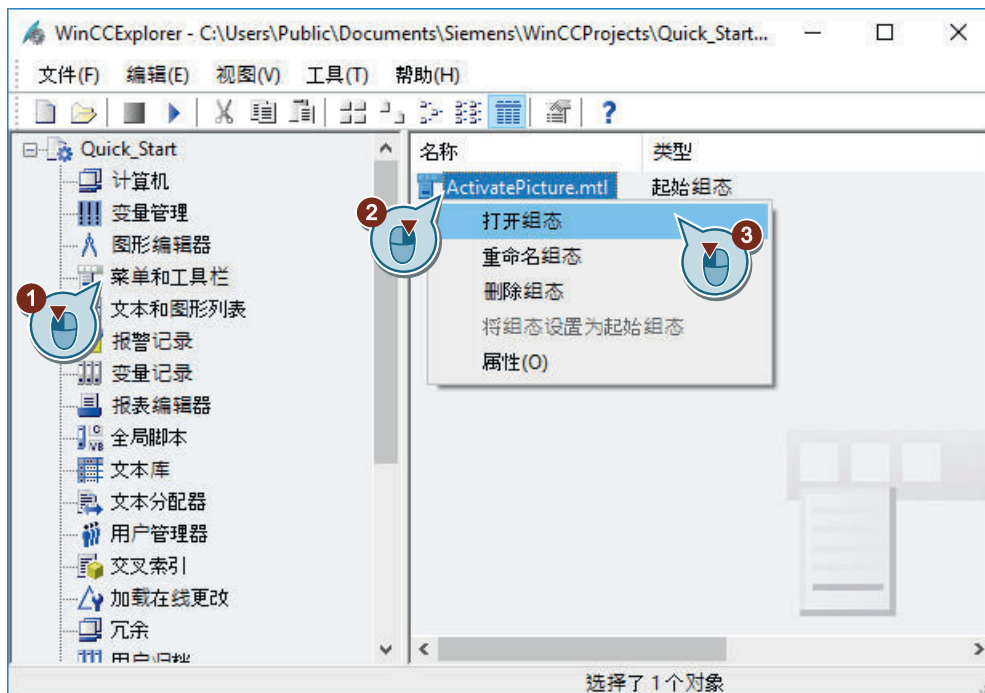 WinCCExplorer - C:\Users\Public\Documents\Siemens\WinCCProjects\Quick_Start...
文件(F) 编辑(E) 视图(V) 工具(T) 帮助(H)
Quick_Start
计算机
变量管理
图形编辑器
菜单和工具栏
文本和图形列表
报警记录
变量记录
报表编辑器
全局脚本
文本库
文本分配器
用户管理器
交叉索引
加载在线更改
冗余
用户归档
名称 类型
ActivatePicture.mtl 起始组态
打开组态
重命名组态
删除组态
将组态设置为起始组态
属性(O)
1
2
3
选择了 1 个对象